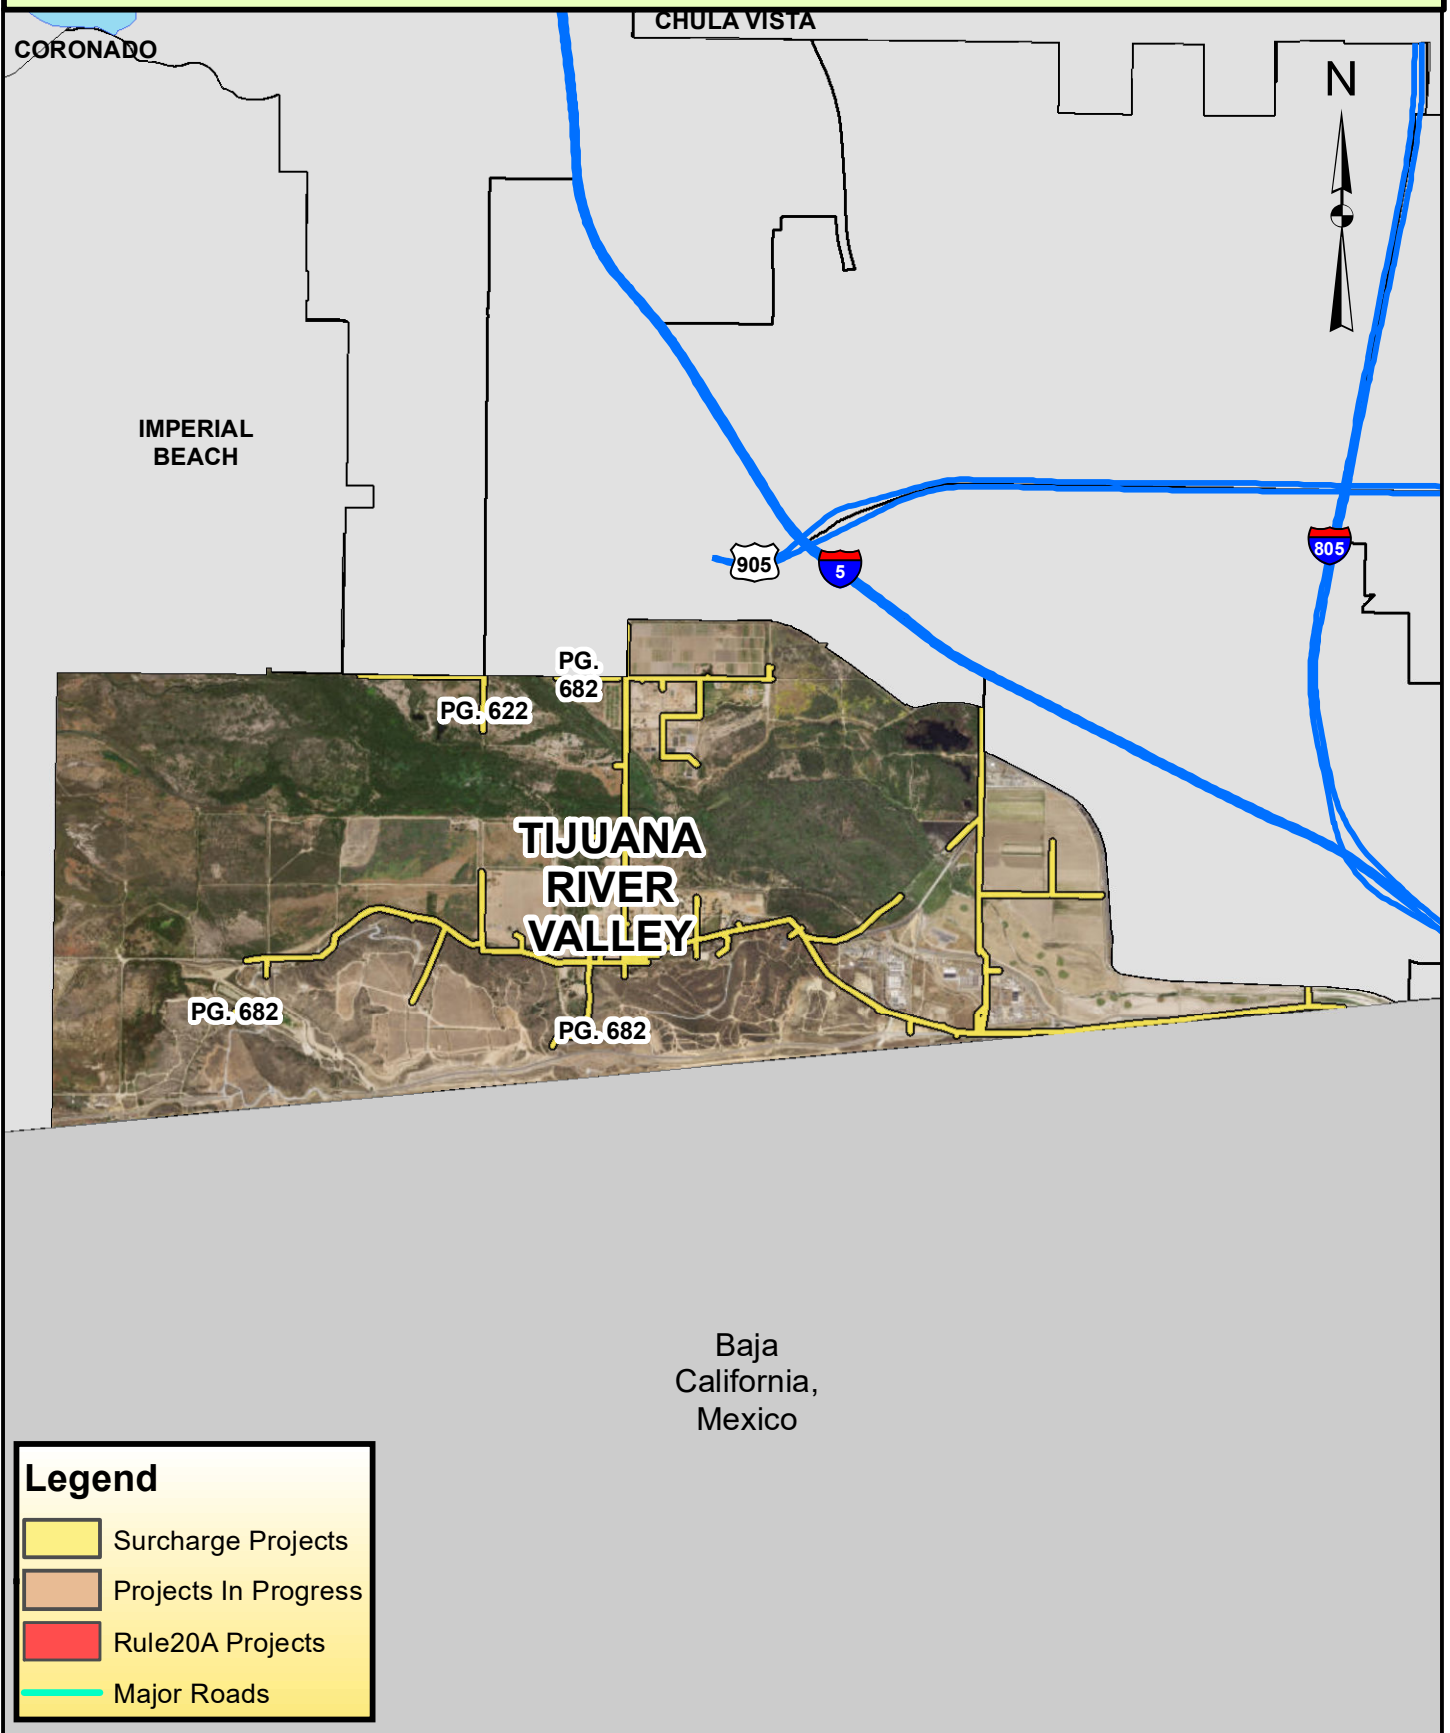 CHULA VISTA
CORONADO
N
IMPERIAL
BEACH
905
5
805
PG.
682
PG. 622
TIJUANA
RIVER
VALLEY
PG. 682
PG. 682
Baja
California,
Mexico
Legend
Surcharge Projects
Projects In Progress
Rule20A Projects
Major Roads